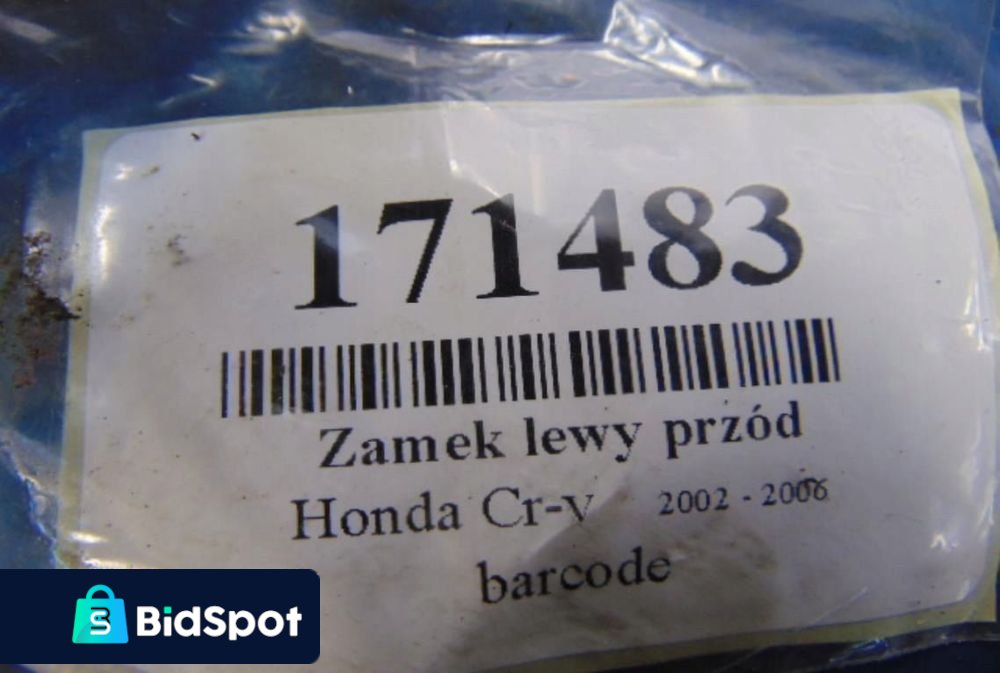 171483
Zamek lewy przód
Honda Cr-v 2002 - 2006
barcode
BidSpot